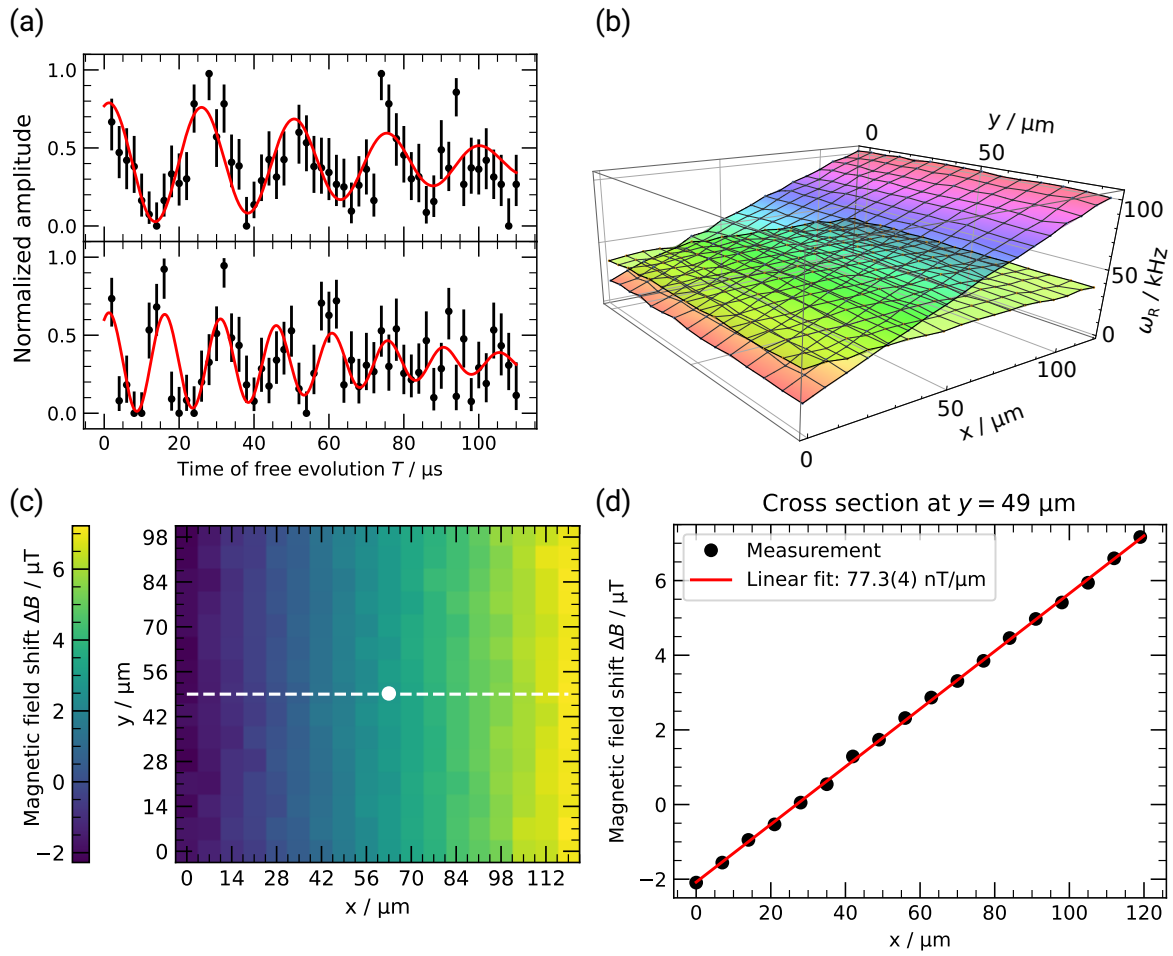 (a)
1.0
0.5
0.0
1.0
0.5
0.0
Normalized amplitude
0 20 40 60 80 100
Time of free evolution T / μs
(b)
0
50
y / μm
100
50
0
ω_R / kHz
0
50
100
x / μm
(c)
6
4
2
0
−2
Magnetic field shift ΔB / μT
98
84
70
56
42
28
14
0
y / μm
0 14 28 42 56 70 84 98 112
x / μm
(d)
Cross section at y = 49 μm
Measurement
Linear fit: 77.3(4) nT/μm
6
4
2
0
−2
Magnetic field shift ΔB / μT
0 20 40 60 80 100 120
x / μm